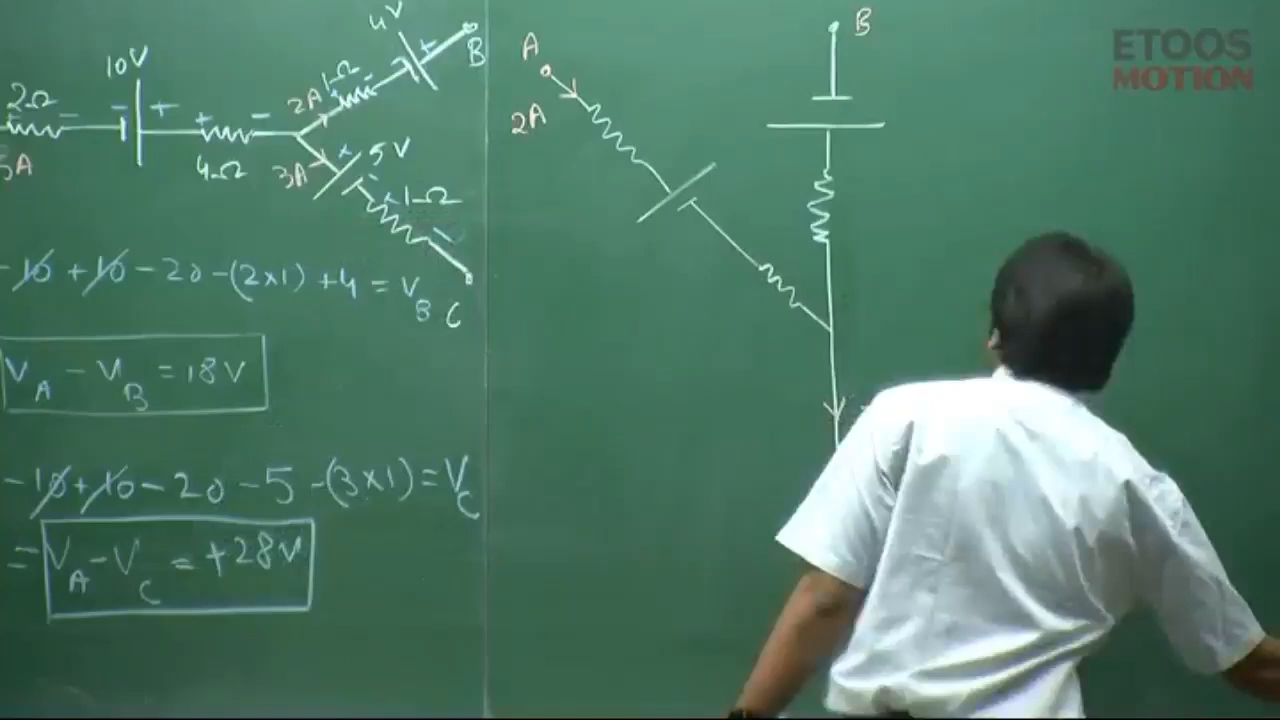 4V
B
10V
2Ω
1Ω
2A
- +
+ -
5V
4Ω
5A
3A
1Ω
C
-10 +10 -20 -(2×1) +4 = V_B
V_A - V_B = 18V
-10 +10 -20 -5 -(3×1) = V_C
= V_A - V_C = +28V
A
2A
B
ETOOS
MOTION